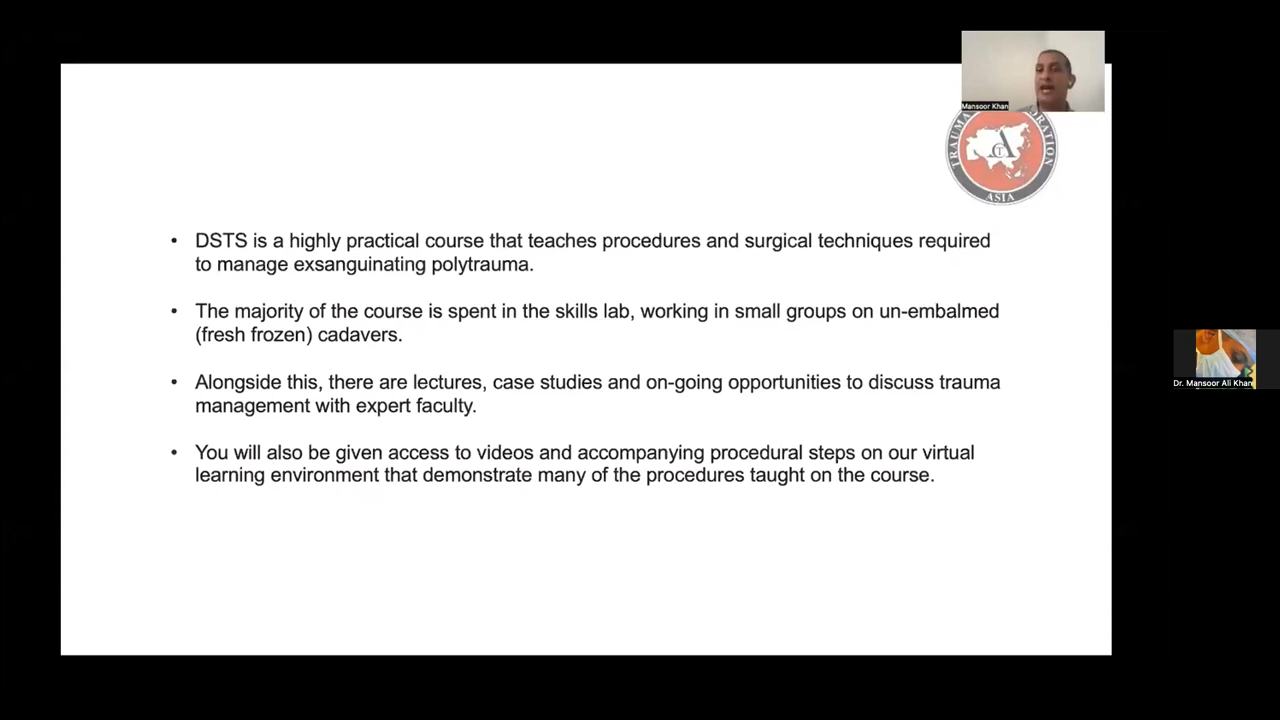 Mansoor Khan
ASIA
• DSTS is a highly practical course that teaches procedures and surgical techniques required
to manage exsanguinating polytrauma.
• The majority of the course is spent in the skills lab, working in small groups on un-embalmed
(fresh frozen) cadavers.
Dr. Mansoor Ali Khan
• Alongside this, there are lectures, case studies and on-going opportunities to discuss trauma
management with expert faculty.
• You will also be given access to videos and accompanying procedural steps on our virtual
learning environment that demonstrate many of the procedures taught on the course.